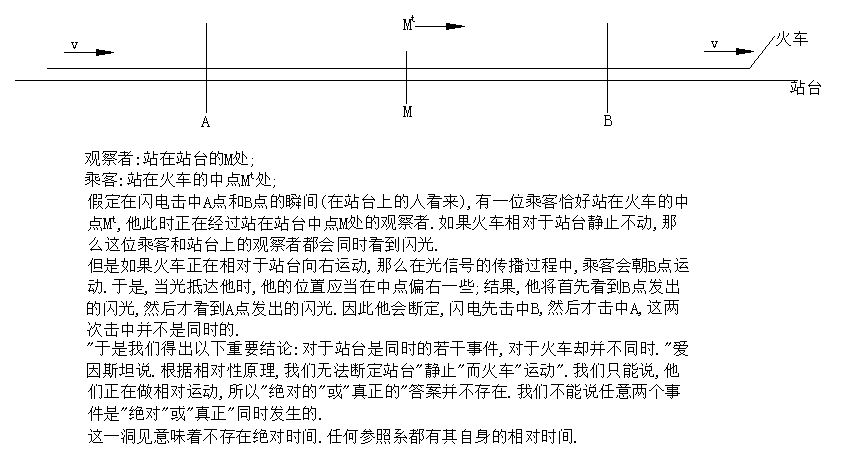 Mᵗ
v
v
火车
站台
A
M
B
观察者:站在站台的M处;
乘客:站在火车的中点Mᵗ处;
假定在闪电击中A点和B点的瞬间(在站台上的人看来),有一位乘客恰好站在火车的中
点Mᵗ,他此时正在经过站在站台中点M处的观察者.如果火车相对于站台静止不动,那
么这位乘客和站台上的观察者都会同时看到闪光.
但是如果火车正在相对于站台向右运动,那么在光信号的传播过程中,乘客会朝B点运
动.于是,当光抵达他时,他的位置应当在中点偏右一些;结果,他将首先看到B点发出
的闪光,然后才看到A点发出的闪光.因此他会断定,闪电先击中B,然后才击中A,这两
次击中并不是同时的.
"于是我们得出以下重要结论:对于站台是同时的若干事件,对于火车却并不同时."爱
因斯坦说.根据相对性原理,我们无法断定站台"静止"而火车"运动".我们只能说,他
们正在做相对运动,所以"绝对的"或"真正的"答案并不存在.我们不能说任意两个事
件是"绝对"或"真正"同时发生的.
这一洞见意味着不存在绝对时间.任何参照系都有其自身的相对时间.